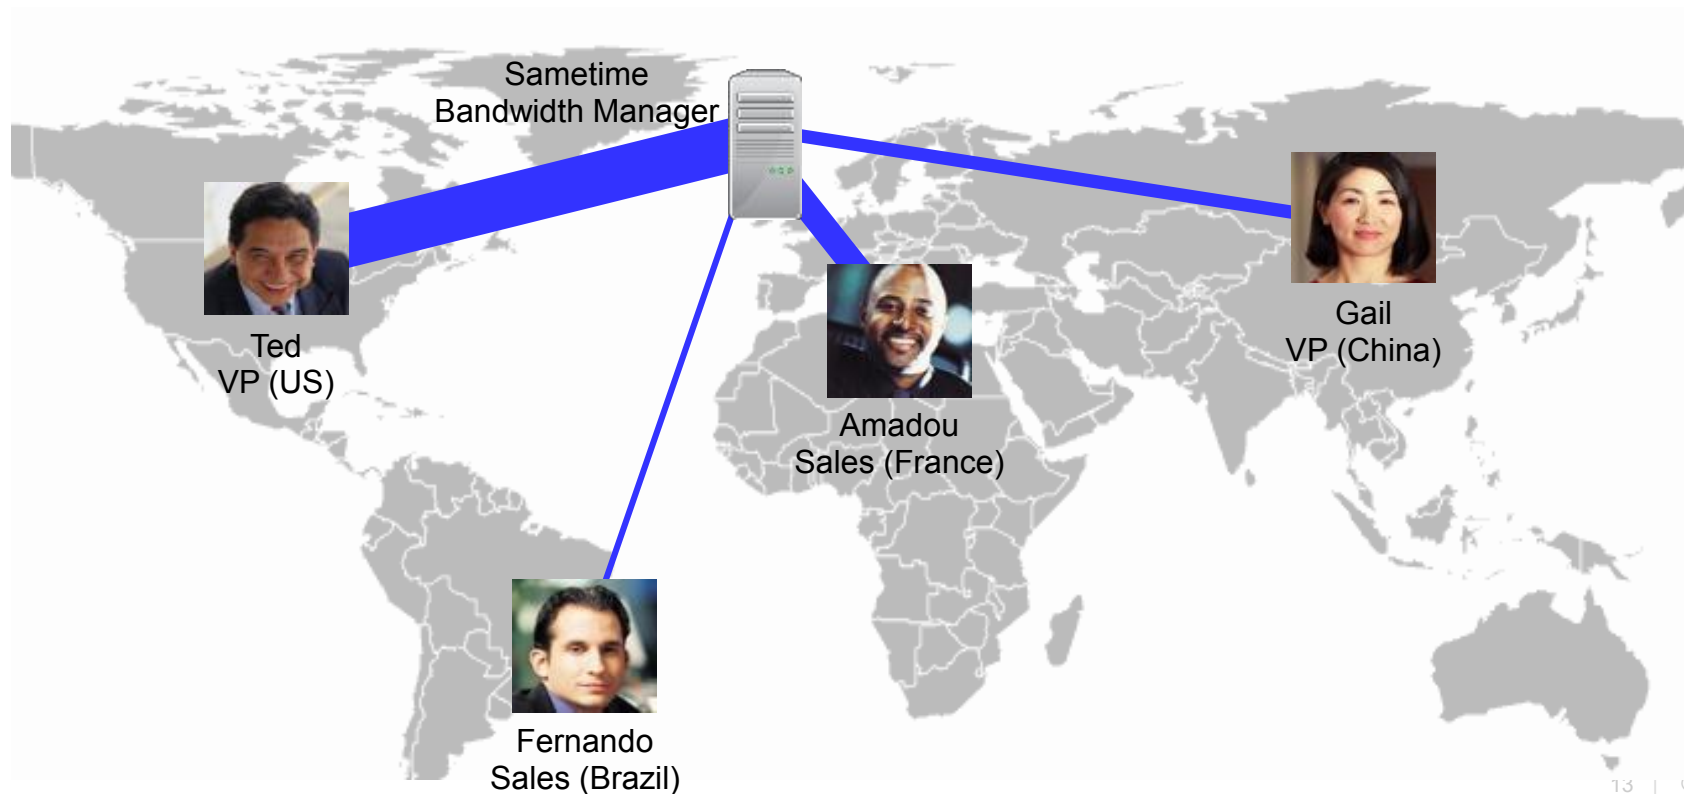 Sametime
Bandwidth Manager
Ted
VP (US)
Amadou
Sales (France)
Gail
VP (China)
Fernando
Sales (Brazil)
13 |